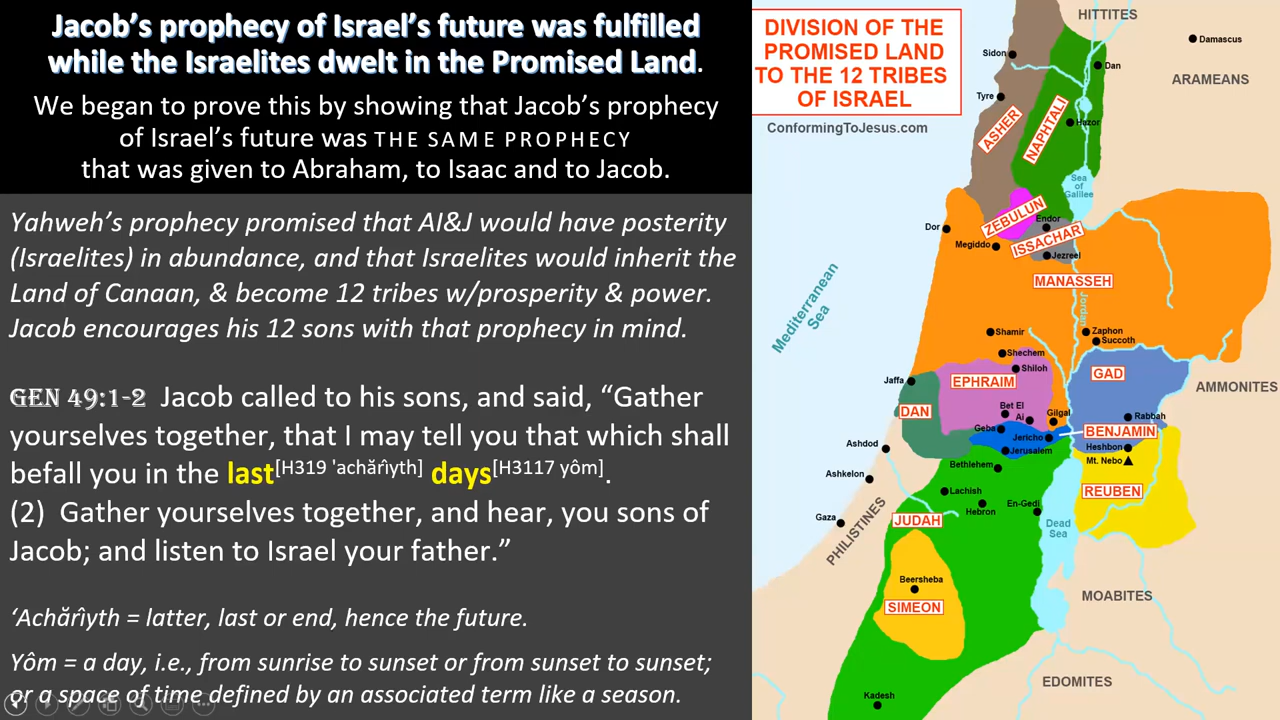 Jacob's prophecy of Israel's future was fulfilled
while the Israelites dwelt in the Promised Land.
We began to prove this by showing that Jacob's prophecy
of Israel's future was THE SAME PROPHECY
that was given to Abraham, to Isaac and to Jacob.
Yahweh's prophecy promised that AI&J would have posterity
(Israelites) in abundance, and that Israelites would inherit the
Land of Canaan, & become 12 tribes w/prosperity & power.
Jacob encourages his 12 sons with that prophecy in mind.
GEN 49:1-2 Jacob called to his sons, and said, “Gather
yourselves together, that I may tell you that which shall
befall you in the last[H319 'achărîyth] days[H3117 yôm].
(2) Gather yourselves together, and hear, you sons of
Jacob; and listen to Israel your father.”
‘Achărîyth = latter, last or end, hence the future.
Yôm = a day, i.e., from sunrise to sunset or from sunset to sunset;
or a space of time defined by an associated term like a season.
DIVISION OF THE
PROMISED LAND
TO THE 12 TRIBES
OF ISRAEL
ConformingToJesus.com
HITTITES
Damascus
Sidon
Dan
ARAMEANS
Tyre
ASHER
NAPHTALI
Hazor
Sea
of
Galilee
ZEBULUN
Endor
Dor
Megiddo
ISSACHAR
Jezreel
MANASSEH
Mediterranean
Sea
Jordan
Shamir
Zaphon
Succoth
Shechem
Shiloh
Jaffa
EPHRAIM
GAD
AMMONITES
DAN
Bet El
Ai
Gilgal
Rabbah
Geba
Jericho
BENJAMIN
Ashdod
Jerusalem
Heshbon
Bethlehem
Mt. Nebo
Ashkelon
Lachish
REUBEN
En-Gedi
Hebron
Gaza
PHILISTINES
JUDAH
Dead
Sea
Beersheba
SIMEON
MOABITES
EDOMITES
Kadesh